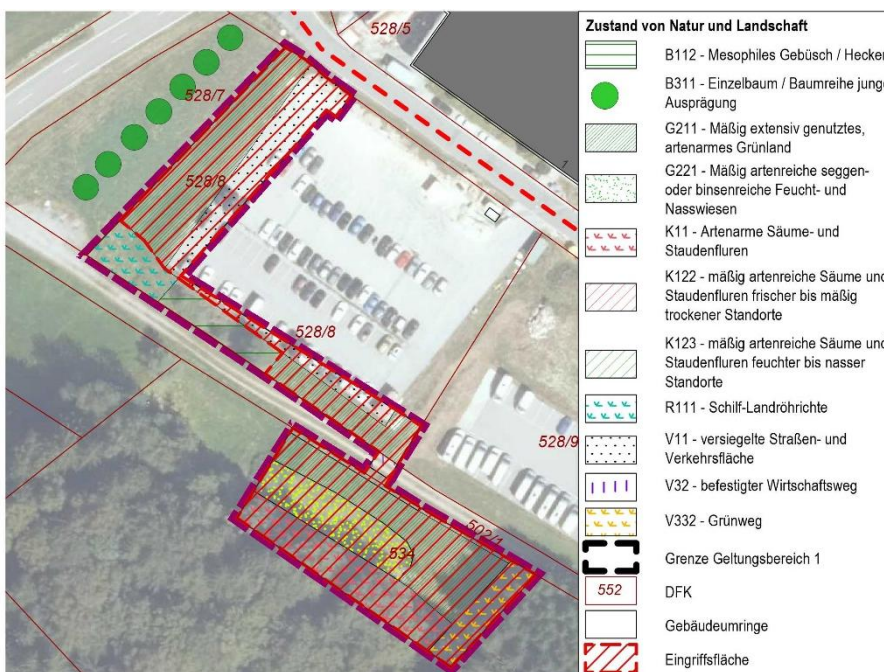 528/5
528/7
528/8
528/8
528/9
502/1
534
1
Zustand von Natur und Landschaft
B112 - Mesophiles Gebüsch / Hecken
B311 - Einzelbaum / Baumreihe junge
Ausprägung
G211 - Mäßig extensiv genutztes,
artenarmes Grünland
G221 - Mäßig artenreiche seggen-
oder binsenreiche Feucht- und
Nasswiesen
K11 - Artenarme Säume- und
Staudenfluren
K122 - mäßig artenreiche Säume und
Staudenfluren frischer bis mäßig
trockener Standorte
K123 - mäßig artenreiche Säume und
Staudenfluren feuchter bis nasser
Standorte
R111 - Schilf-Landröhrichte
V11 - versiegelte Straßen- und
Verkehrsfläche
V32 - befestigter Wirtschaftsweg
V332 - Grünweg
Grenze Geltungsbereich 1
552 DFK
Gebäudeumringe
Eingriffsfläche